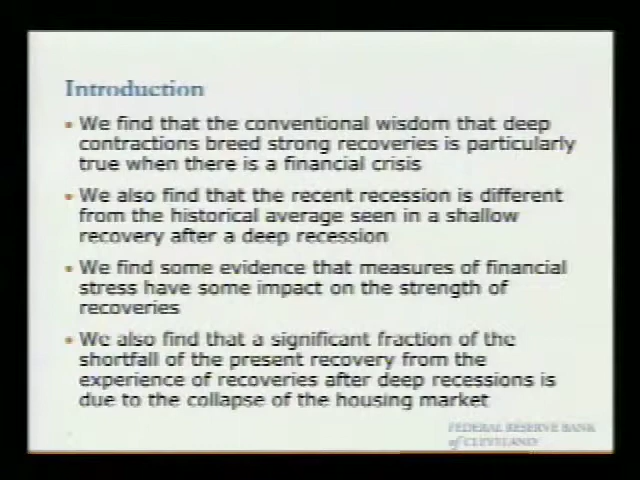 Introduction
• We find that the conventional wisdom that deep
contractions breed strong recoveries is particularly
true when there is a financial crisis
• We also find that the recent recession is different
from the historical average seen in a shallow
recovery after a deep recession
• We find some evidence that measures of financial
stress have some impact on the strength of
recoveries
• We also find that a significant fraction of the
shortfall of the present recovery from the
experience of recoveries after deep recessions is
due to the collapse of the housing market
FEDERAL RESERVE BANK
of CLEVELAND